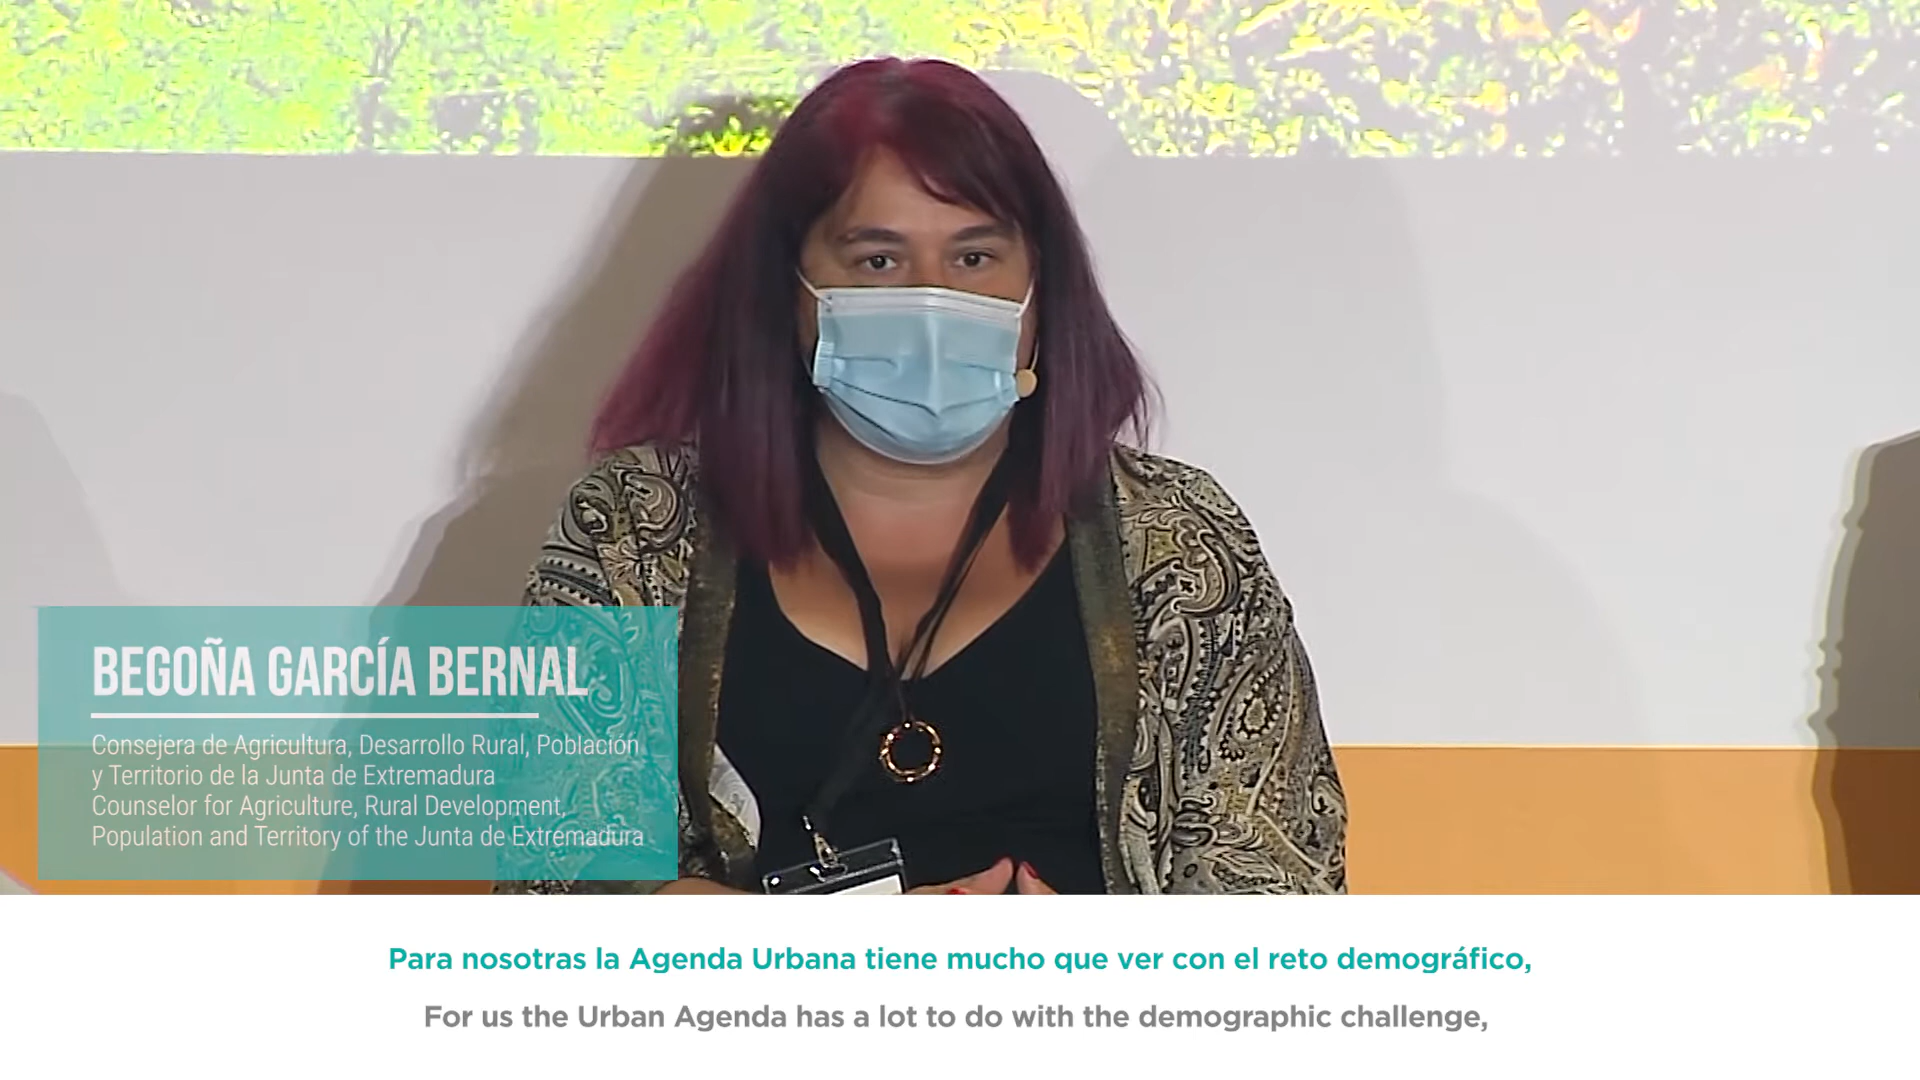 BEGOÑA GARCÍA BERNAL
Consejera de Agricultura, Desarrollo Rural, Población
y Territorio de la Junta de Extremadura
Counselor for Agriculture, Rural Development,
Population and Territory of the Junta de Extremadura
Para nosotras la Agenda Urbana tiene mucho que ver con el reto demográfico,
For us the Urban Agenda has a lot to do with the demographic challenge,